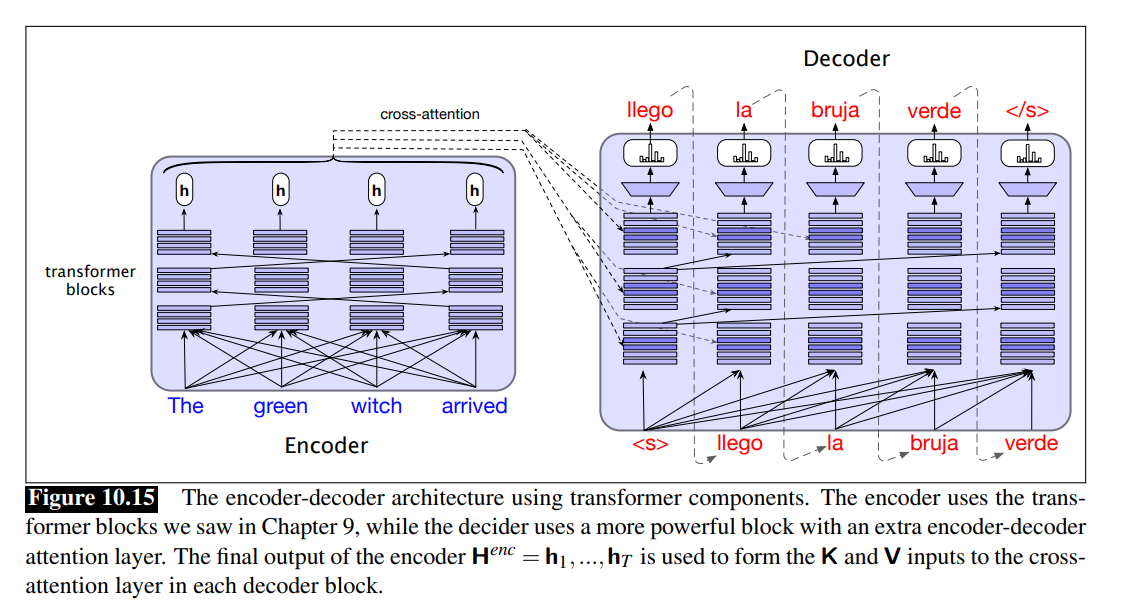 Decoder
llego la bruja verde </s>
cross-attention
h h h h
transformer
blocks
The green witch arrived
Encoder
<s> llego la bruja verde
Figure 10.15 The encoder-decoder architecture using transformer components. The encoder uses the trans-
former blocks we saw in Chapter 9, while the decider uses a more powerful block with an extra encoder-decoder
attention layer. The final output of the encoder Hᵉⁿᶜ = h₁, ..., h_T is used to form the K and V inputs to the cross-
attention layer in each decoder block.